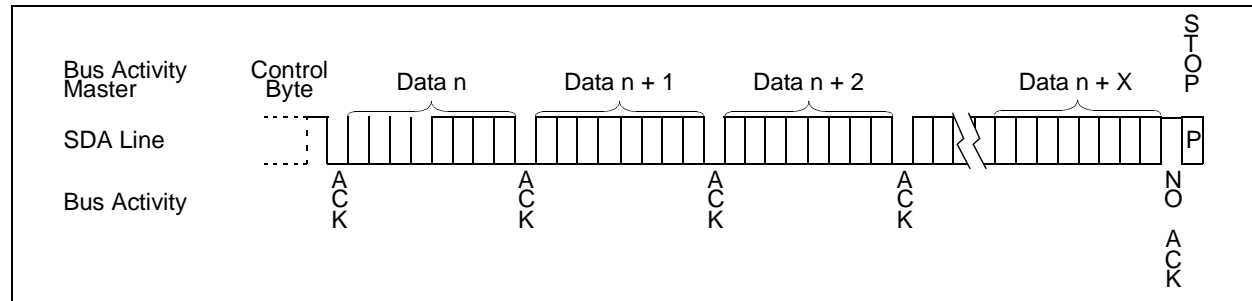 STOP
Bus Activity
Master
Control
Byte
Data n
Data n + 1
Data n + 2
Data n + X
SDA Line
P
Bus Activity
ACK
ACK
ACK
ACK
NO ACK